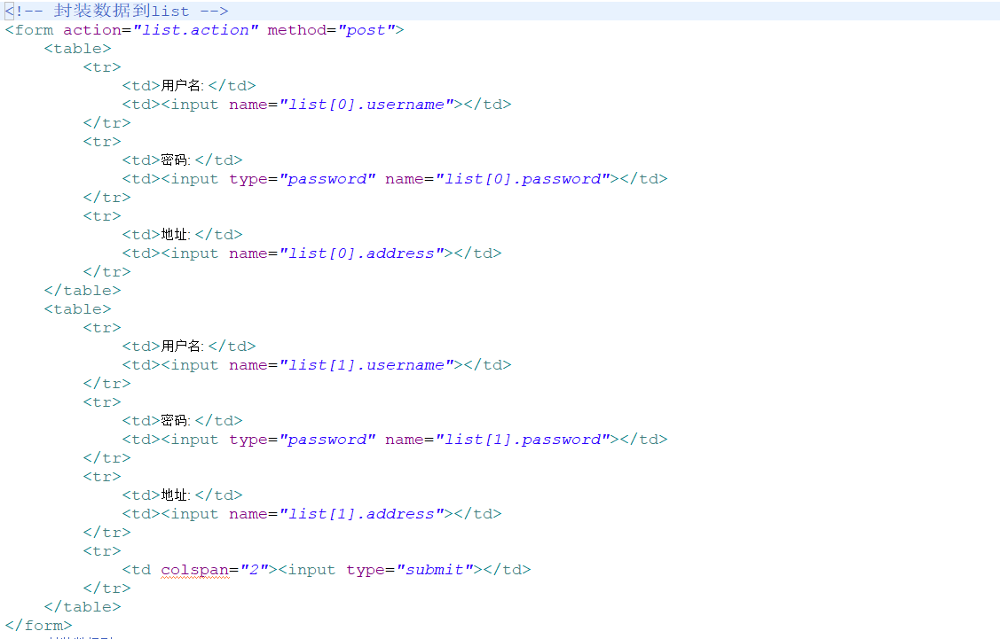 <!-- 封装数据到list -->
<form action="list.action" method="post">
<table>
<tr>
<td>用户名:</td>
<td><input name="list[0].username"></td>
</tr>
<tr>
<td>密码:</td>
<td><input type="password" name="list[0].password"></td>
</tr>
<tr>
<td>地址:</td>
<td><input name="list[0].address"></td>
</tr>
</table>
<table>
<tr>
<td>用户名:</td>
<td><input name="list[1].username"></td>
</tr>
<tr>
<td>密码:</td>
<td><input type="password" name="list[1].password"></td>
</tr>
<tr>
<td>地址:</td>
<td><input name="list[1].address"></td>
</tr>
<tr>
<td colspan="2"><input type="submit"></td>
</tr>
</table>
</form>